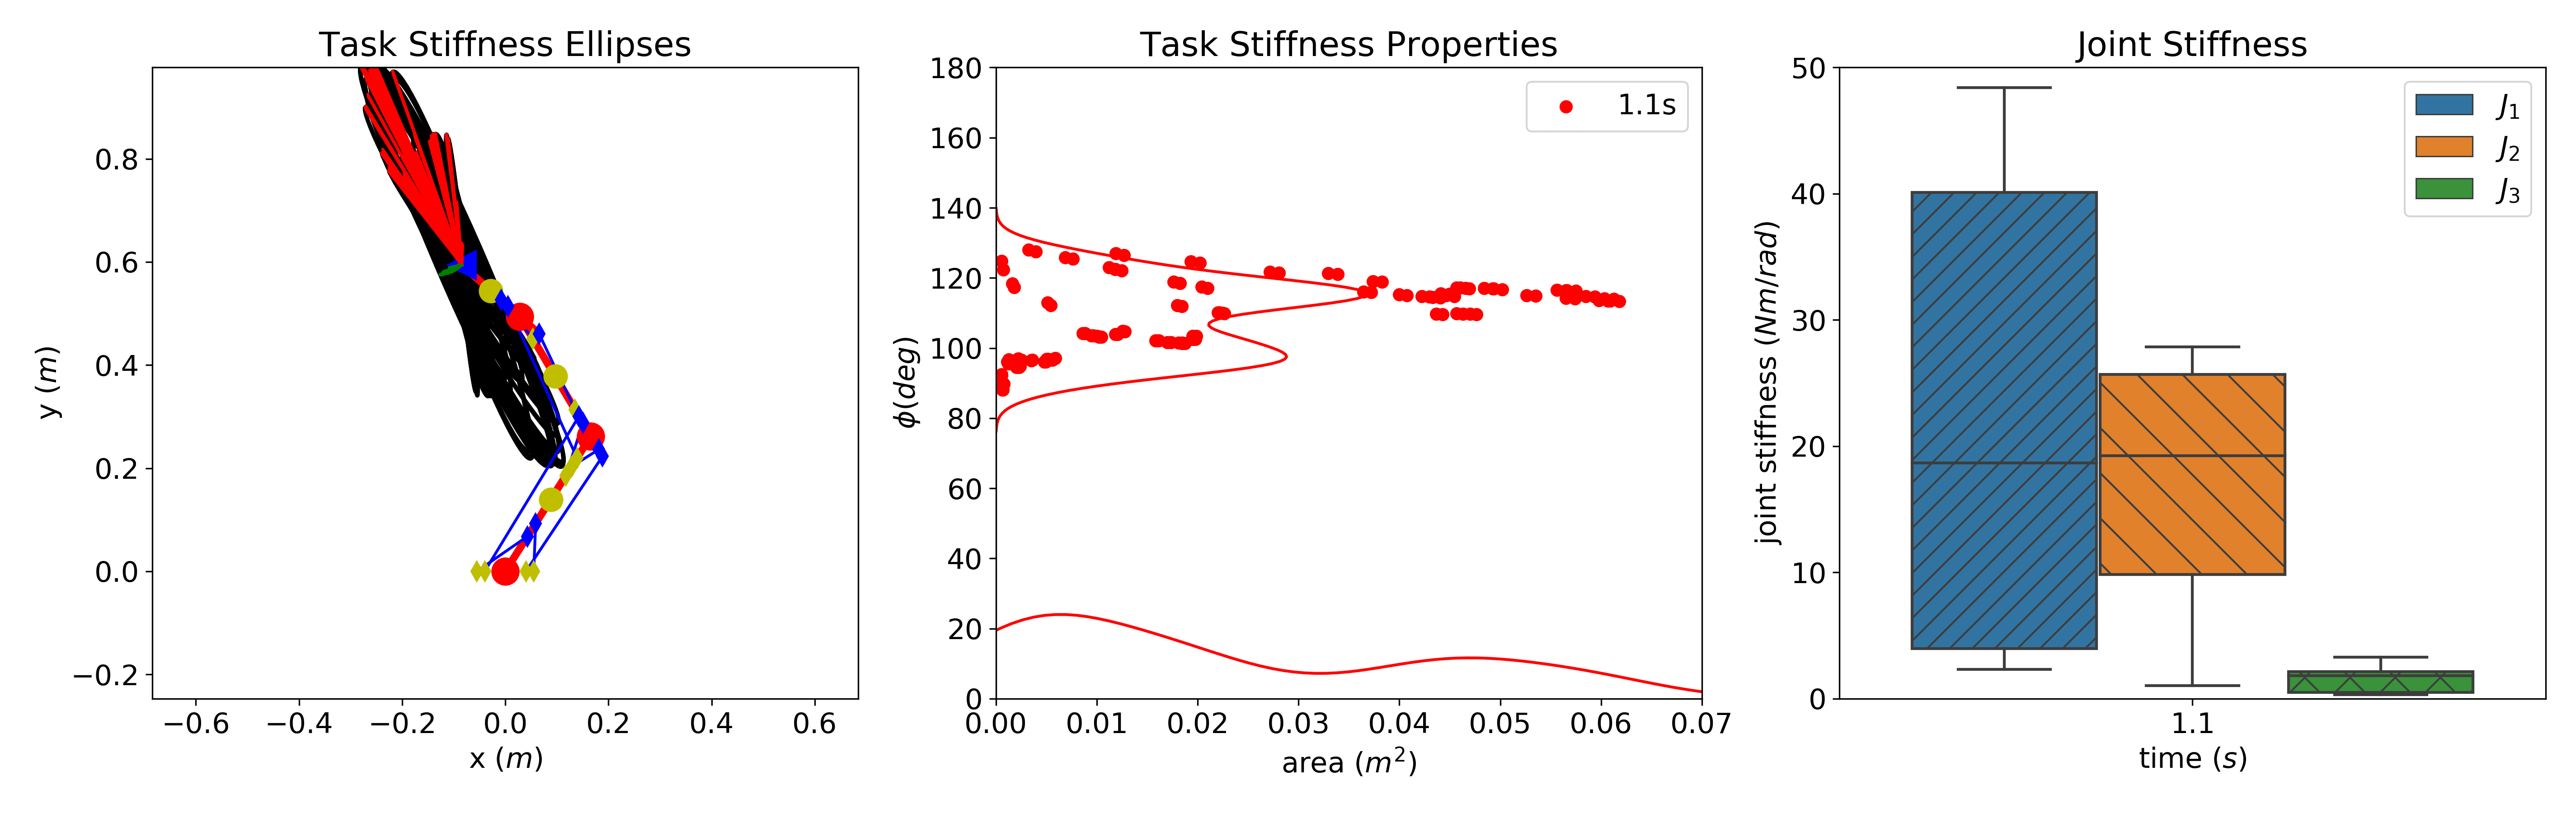 Task Stiffness Ellipses
y (m)
0.8
0.6
0.4
0.2
0.0
−0.2
−0.6
−0.4
−0.2
0.0
0.2
0.4
0.6
x (m)
Task Stiffness Properties
ϕ(deg)
180
160
140
120
100
80
60
40
20
0
1.1s
0.00
0.01
0.02
0.03
0.04
0.05
0.06
0.07
area (m²)
Joint Stiffness
joint stiffness (Nm/rad)
50
40
30
20
10
0
J₁
J₂
J₃
1.1
time (s)